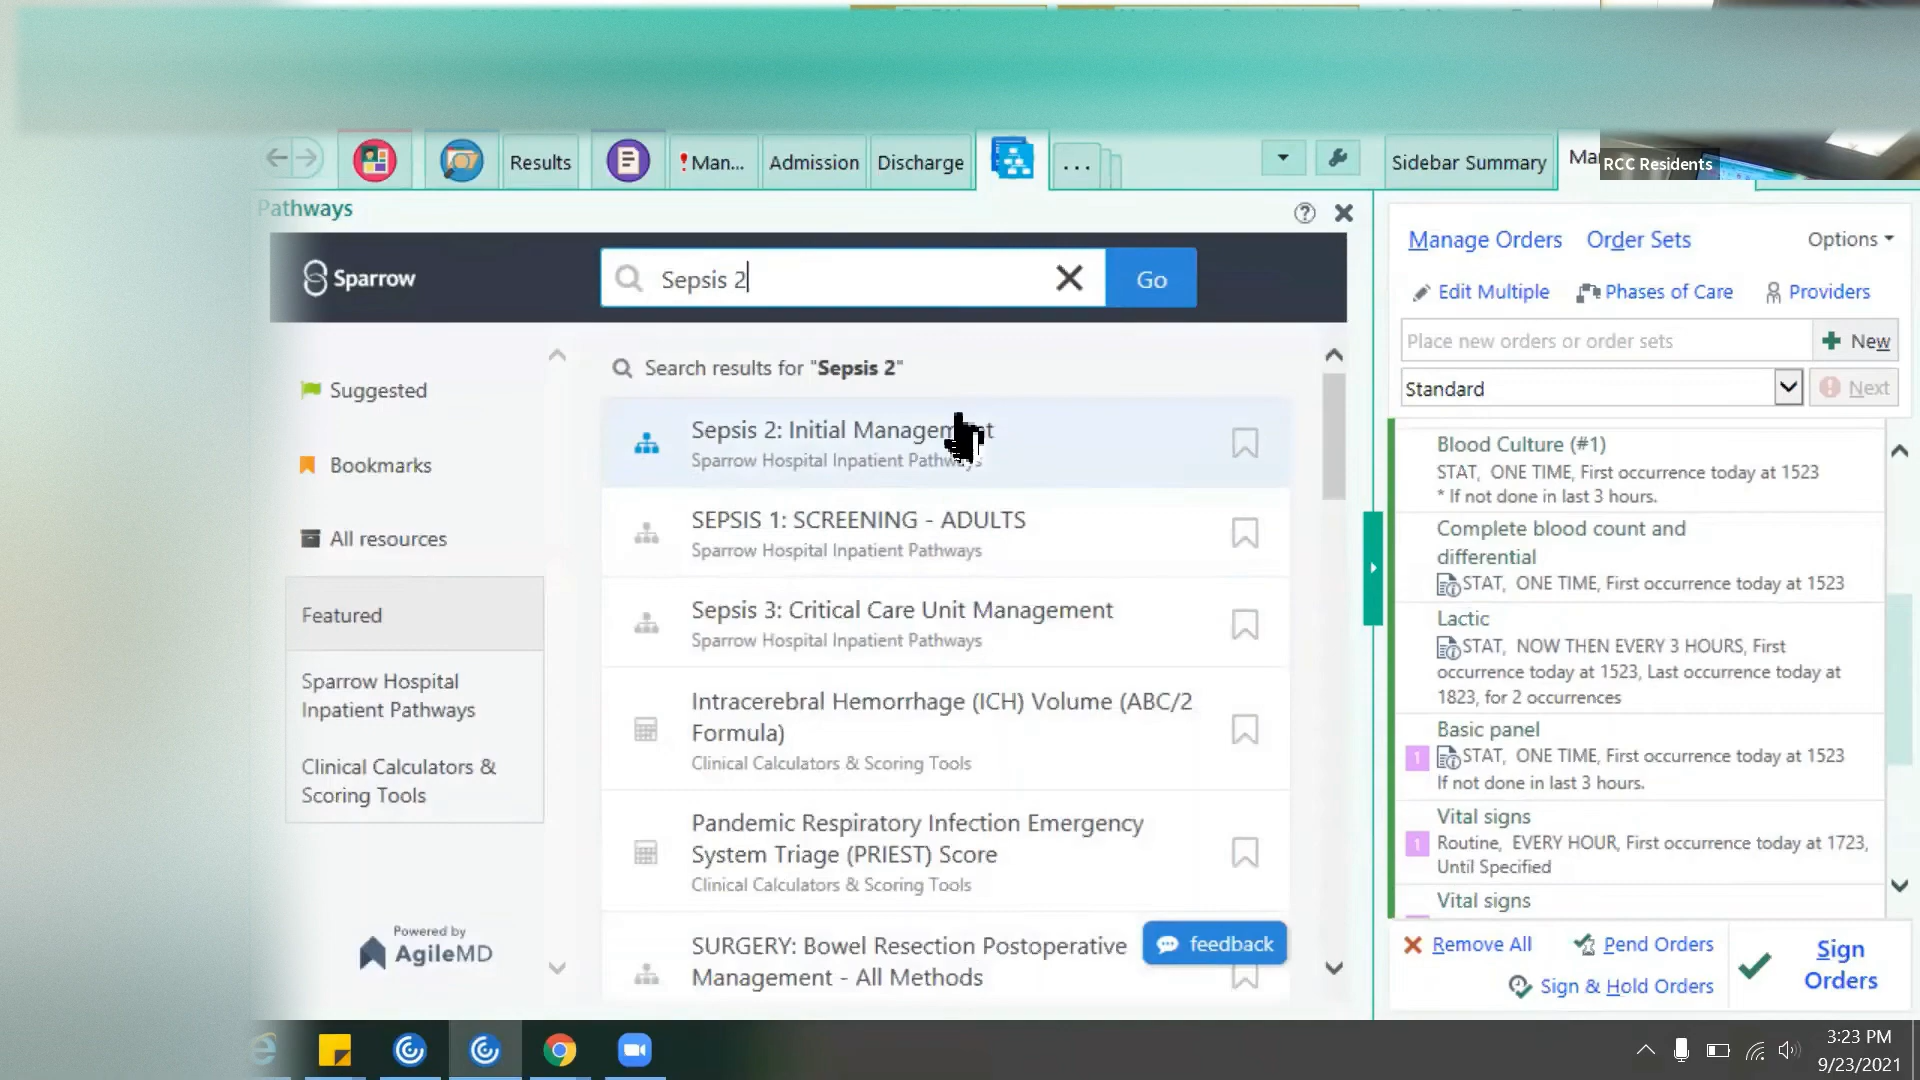 Results
!Man...
Admission
Discharge
...
Sidebar Summary
Ma
RCC Residents
Pathways
Sparrow
Sepsis 2
Go
Suggested
Bookmarks
All resources
Featured
Sparrow Hospital
Inpatient Pathways
Clinical Calculators &
Scoring Tools
Powered by
AgileMD
Search results for "Sepsis 2"
Sepsis 2: Initial Management
Sparrow Hospital Inpatient Pathways
SEPSIS 1: SCREENING - ADULTS
Sparrow Hospital Inpatient Pathways
Sepsis 3: Critical Care Unit Management
Sparrow Hospital Inpatient Pathways
Intracerebral Hemorrhage (ICH) Volume (ABC/2
Formula)
Clinical Calculators & Scoring Tools
Pandemic Respiratory Infection Emergency
System Triage (PRIEST) Score
Clinical Calculators & Scoring Tools
SURGERY: Bowel Resection Postoperative
Management - All Methods
feedback
Manage Orders
Order Sets
Options
Edit Multiple
Phases of Care
Providers
Place new orders or order sets
New
Standard
Next
Blood Culture (#1)
STAT, ONE TIME, First occurrence today at 1523
* If not done in last 3 hours.
Complete blood count and
differential
STAT, ONE TIME, First occurrence today at 1523
Lactic
STAT, NOW THEN EVERY 3 HOURS, First
occurrence today at 1523, Last occurrence today at
1823, for 2 occurrences
Basic panel
1
STAT, ONE TIME, First occurrence today at 1523
If not done in last 3 hours.
Vital signs
1
Routine, EVERY HOUR, First occurrence today at 1723,
Until Specified
Vital signs
Remove All
Pend Orders
Sign & Hold Orders
Sign
Orders
3:23 PM
9/23/2021